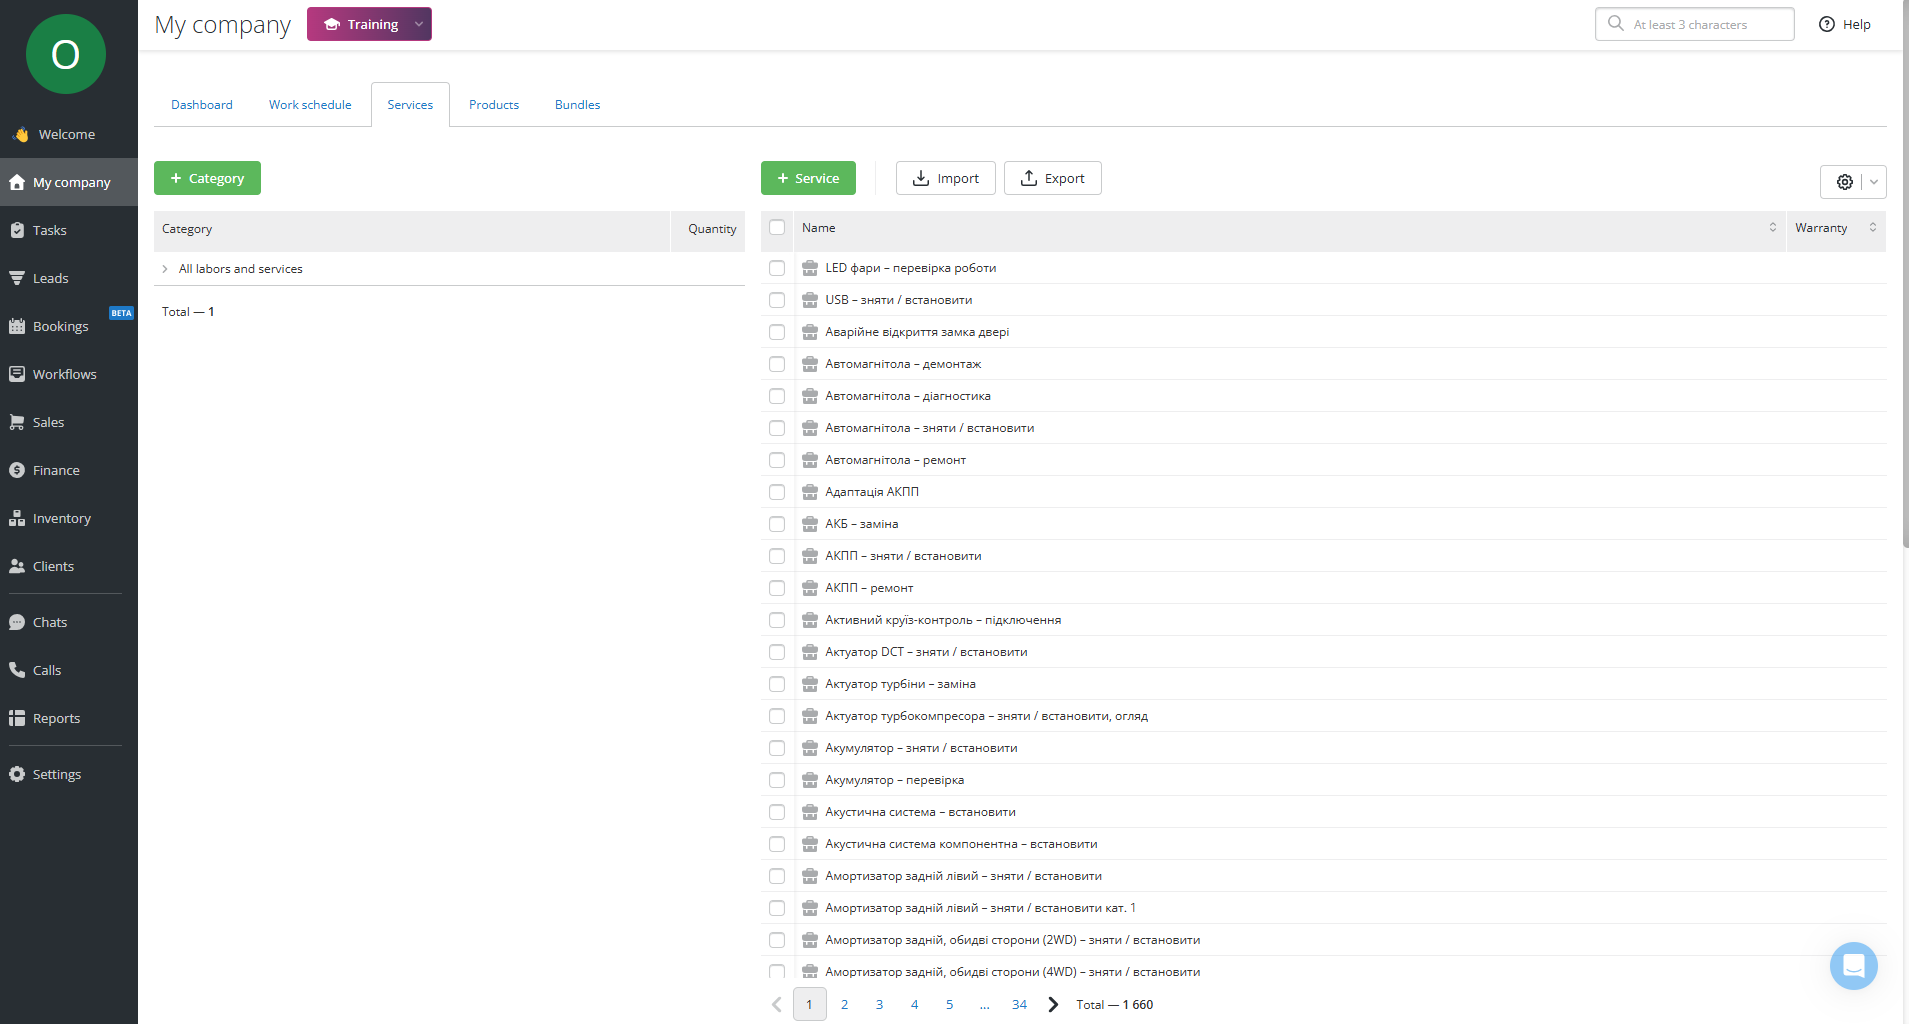 O
My company
Training
At least 3 characters
Help
Welcome
My company
Tasks
Leads
BETA
Bookings
Workflows
Sales
Finance
Inventory
Clients
Chats
Calls
Reports
Settings
Dashboard
Work schedule
Services
Products
Bundles
+ Category
Category
Quantity
All labors and services
Total — 1
+ Service
Import
Export
Name
Warranty
LED фари – перевірка роботи
USB – зняти / встановити
Аварійне відкриття замка двері
Автомагнітола – демонтаж
Автомагнітола – діагностика
Автомагнітола – зняти / встановити
Автомагнітола – ремонт
Адаптація АКПП
АКБ – заміна
АКПП – зняти / встановити
АКПП – ремонт
Активний круїз-контроль – підключення
Актуатор DCT – зняти / встановити
Актуатор турбіни – заміна
Актуатор турбокомпресора – зняти / встановити, огляд
Акумулятор – зняти / встановити
Акумулятор – перевірка
Акустична система – встановити
Акустична система компонентна – встановити
Амортизатор задній лівий – зняти / встановити
Амортизатор задній лівий – зняти / встановити кат. 1
Амортизатор задній, обидві сторони (2WD) – зняти / встановити
Амортизатор задній, обидві сторони (4WD) – зняти / встановити
1 2 3 4 5 ... 34 Total — 1 660